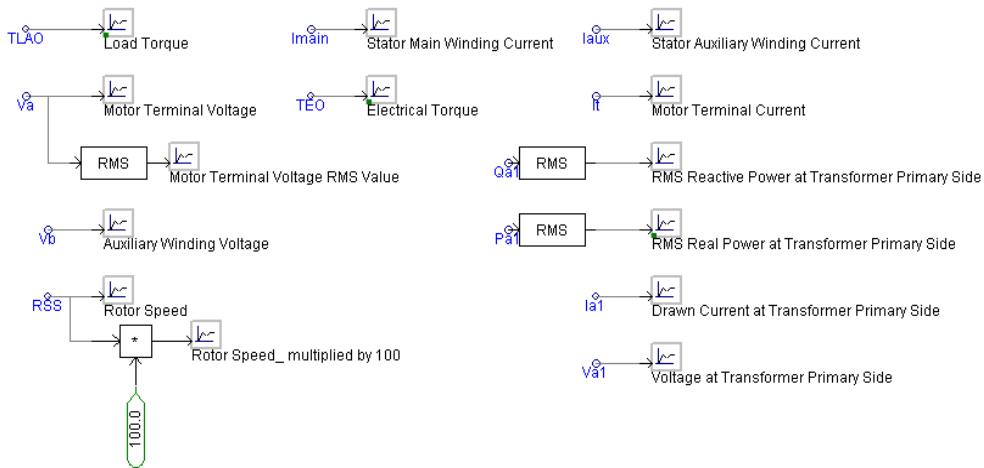 TLAO
Load Torque
Imain
Stator Main Winding Current
Iaux
Stator Auxiliary Winding Current
Va
Motor Terminal Voltage
TEO
Electrical Torque
It
Motor Terminal Current
RMS
Motor Terminal Voltage RMS Value
Qa1
RMS
RMS Reactive Power at Transformer Primary Side
Vb
Auxiliary Winding Voltage
Pa1
RMS
RMS Real Power at Transformer Primary Side
RSS
Rotor Speed
Ia1
Drawn Current at Transformer Primary Side
*
Rotor Speed_ multiplied by 100
Va1
Voltage at Transformer Primary Side
100.0